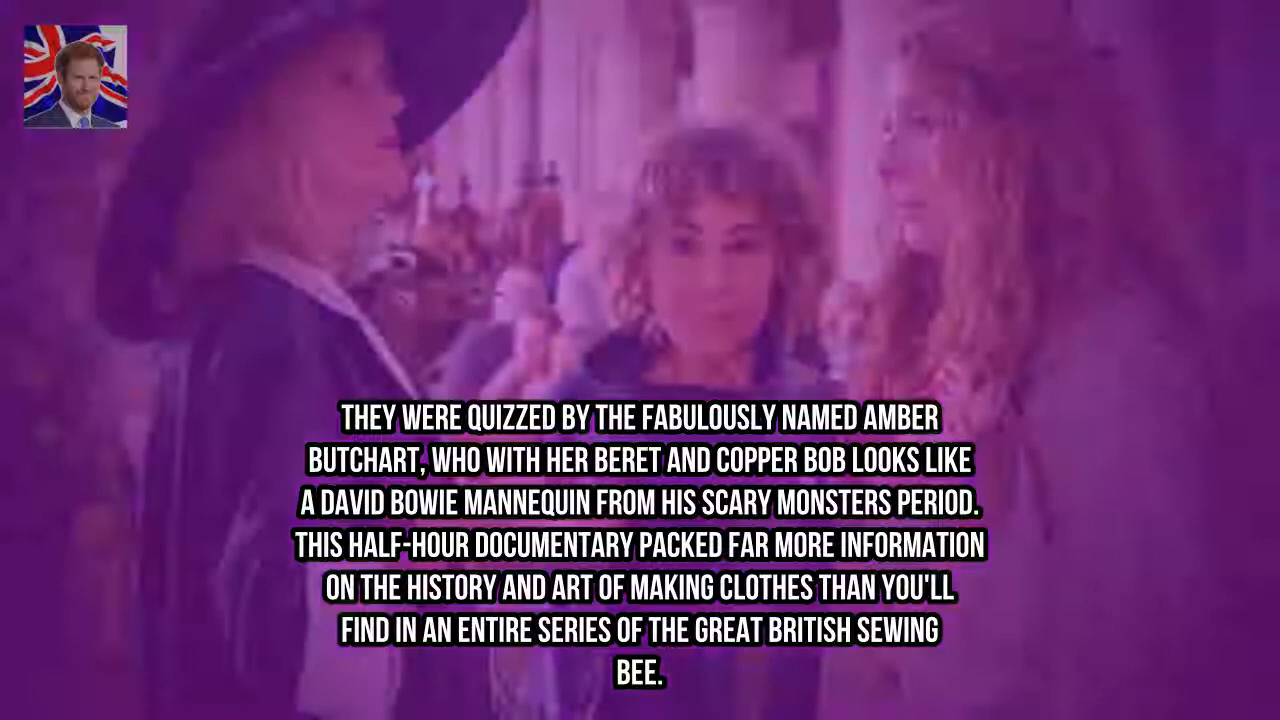 THEY WERE QUIZZED BY THE FABULOUSLY NAMED AMBER
BUTCHART, WHO WITH HER BERET AND COPPER BOB LOOKS LIKE
A DAVID BOWIE MANNEQUIN FROM HIS SCARY MONSTERS PERIOD.
THIS HALF-HOUR DOCUMENTARY PACKED FAR MORE INFORMATION
ON THE HISTORY AND ART OF MAKING CLOTHES THAN YOU'LL
FIND IN AN ENTIRE SERIES OF THE GREAT BRITISH SEWING
BEE.